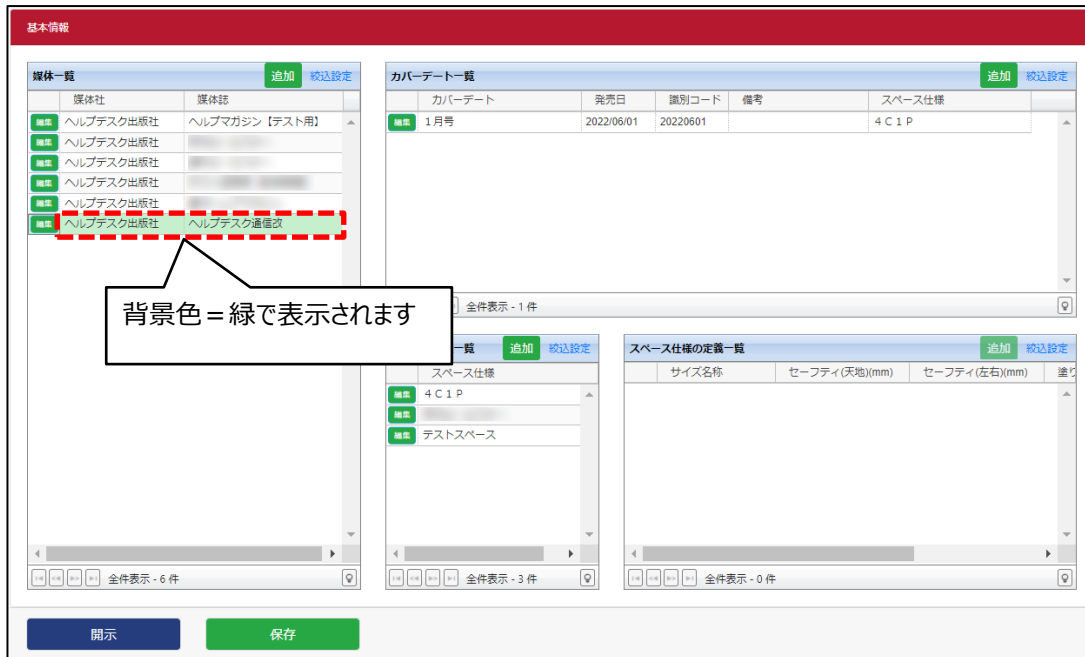 基本情報
媒体一覧 追加 絞込設定
媒体社 媒体誌
編集 ヘルプデスク出版社 ヘルプマガジン【テスト用】
編集 ヘルプデスク出版社
編集 ヘルプデスク出版社
編集 ヘルプデスク出版社
編集 ヘルプデスク出版社
編集 ヘルプデスク出版社 ヘルプデスク通信改
背景色=緑で表示されます
全件表示 - 6 件
カバーデート一覧 追加 絞込設定
カバーデート 発売日 識別コード 備考 スペース仕様
編集 1月号 2022/06/01 20220601 4C1P
全件表示 - 1 件
一覧 追加 絞込設定
スペース仕様
編集 4C1P
編集
編集 テストスペース
全件表示 - 3 件
スペース仕様の定義一覧 追加 絞込設定
サイズ名称 セーフティ(天地)(mm) セーフティ(左右)(mm) 塗り
全件表示 - 0 件
開示 保存